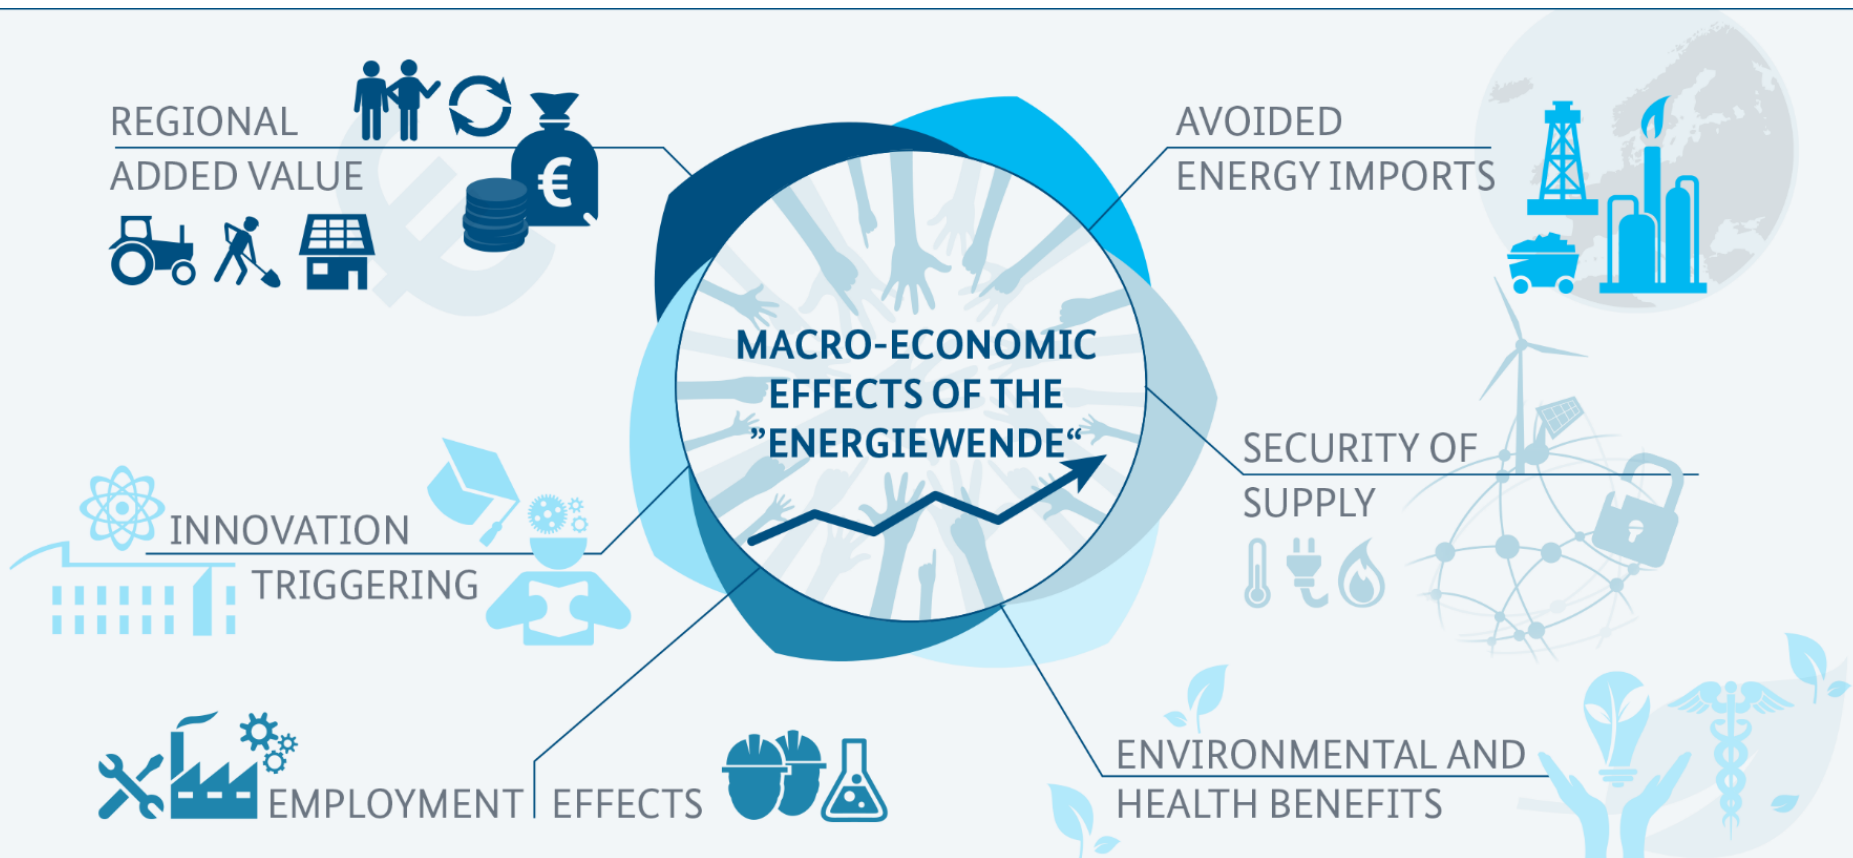 REGIONAL
ADDED VALUE
€
AVOIDED
ENERGY IMPORTS
MACRO-ECONOMIC
EFFECTS OF THE
”ENERGIEWENDE“
SECURITY OF
SUPPLY
INNOVATION
TRIGGERING
EMPLOYMENT EFFECTS
ENVIRONMENTAL AND
HEALTH BENEFITS